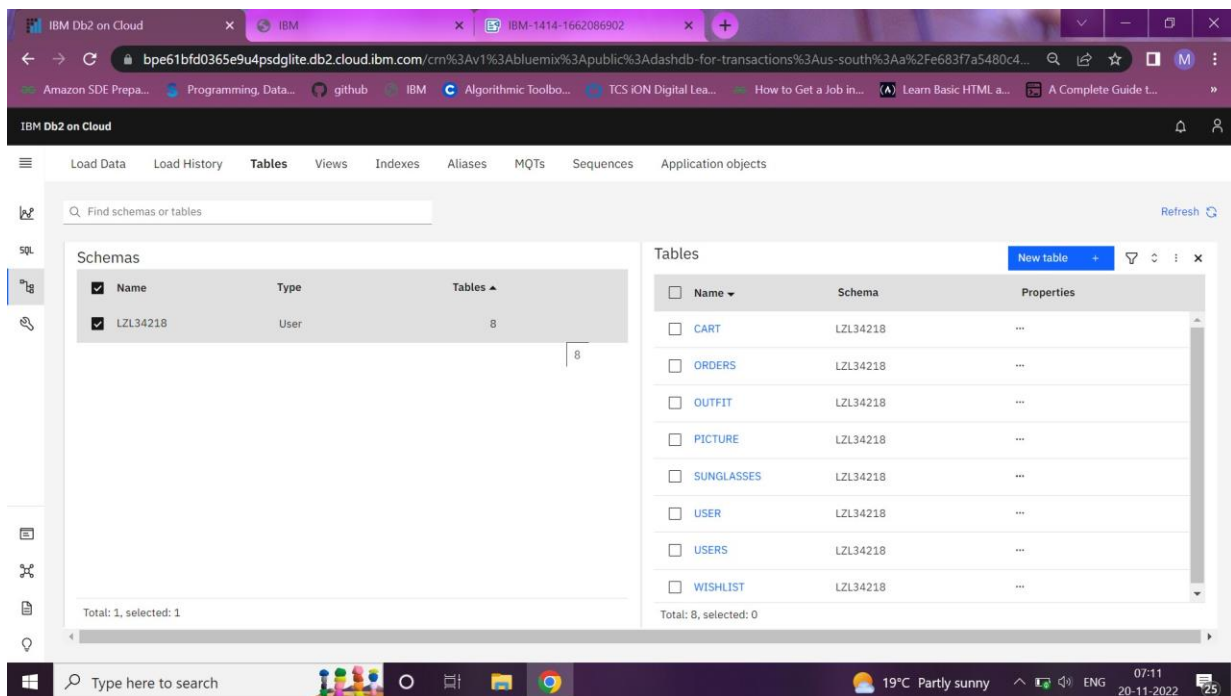 IBM Db2 on Cloud
IBM
IBM-1414-1662086902
bpe61bfd0365e9u4psdglite.db2.cloud.ibm.com/crn%3Av1%3Abluemix%3Apublic%3Adashdb-for-transactions%3Aus-south%3Aa%2Fe683f7a5480c4...
M
Amazon SDE Prepa... Programming, Data... github IBM Algorithmic Toolbo... TCS iON Digital Lea... How to Get a Job in... Learn Basic HTML a... A Complete Guide t... »
IBM Db2 on Cloud
Load Data Load History Tables Views Indexes Aliases MQTs Sequences Application objects
Find schemas or tables
Refresh
SQL
Schemas
Name Type Tables
LZL34218 User 8
8
Total: 1, selected: 1
Tables
New table +
Name Schema Properties
CART LZL34218 ...
ORDERS LZL34218 ...
OUTFIT LZL34218 ...
PICTURE LZL34218 ...
SUNGLASSES LZL34218 ...
USER LZL34218 ...
USERS LZL34218 ...
WISHLIST LZL34218 ...
Total: 8, selected: 0
Type here to search
19°C Partly sunny
ENG
07:11
20-11-2022
25